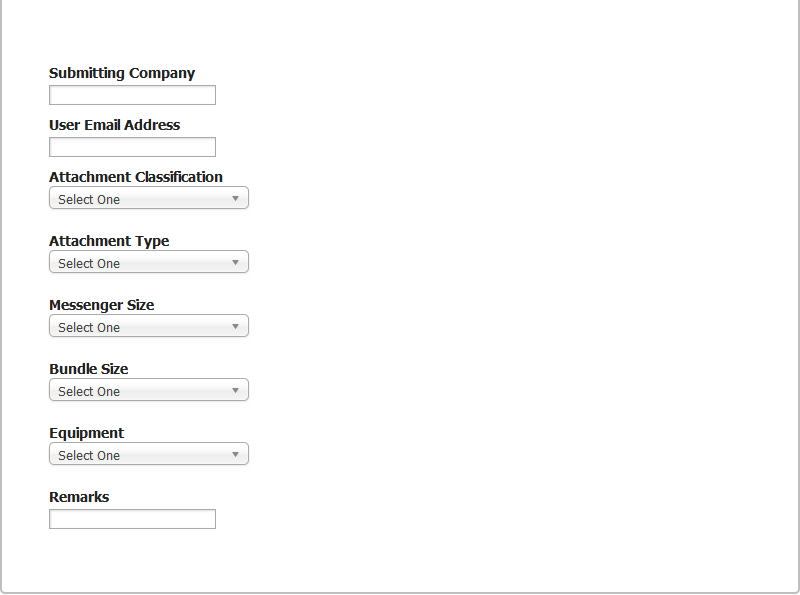 Submitting Company
User Email Address
Attachment Classification
Select One
Attachment Type
Select One
Messenger Size
Select One
Bundle Size
Select One
Equipment
Select One
Remarks